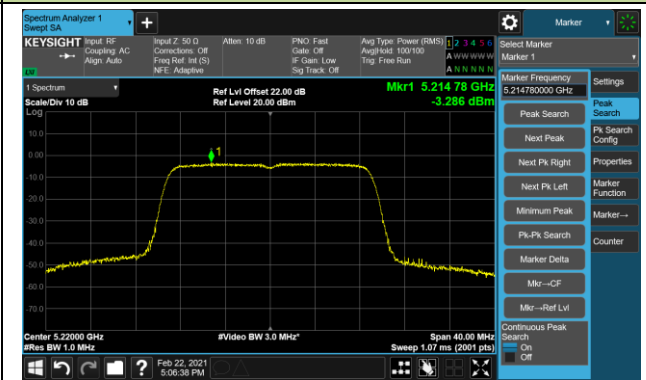 Spectrum Analyzer 1
Swept SA
+
Marker
KEYSIGHT
Input: RF
Coupling: AC
Align: Auto
Input Z: 50 Ω
Corrections: Off
Freq Ref: Int (S)
NFE: Adaptive
Atten: 10 dB
PNO: Fast
Gate: Off
IF Gain: Low
Sig Track: Off
Avg Type: Power (RMS)
Avg|Hold: 100/100
Trig: Free Run
1 2 3 4 5 6
A W W W W W
A N N N N N
Select Marker
Marker 1
1 Spectrum
Scale/Div 10 dB
Log
Ref Lvl Offset 22.00 dB
Ref Level 20.00 dBm
Mkr1 5.214 78 GHz
-3.286 dBm
10.0
0.00
-10.0
-20.0
-30.0
-40.0
-50.0
-60.0
-70.0
1
Center 5.22000 GHz
#Res BW 1.0 MHz
#Video BW 3.0 MHz*
Span 40.00 MHz
Sweep 1.07 ms (2001 pts)
Marker Frequency
5.214780000 GHz
Peak Search
Next Peak
Next Pk Right
Next Pk Left
Minimum Peak
Pk-Pk Search
Marker Delta
Mkr→CF
Mkr→Ref Lvl
Continuous Peak
Search
On
Off
Settings
Peak
Search
Pk Search
Config
Properties
Marker
Function
Marker→
Counter
?
Feb 22, 2021
5:06:38 PM